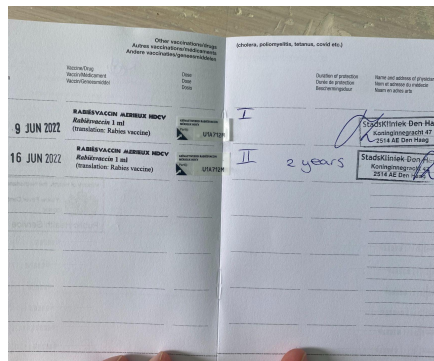 Other vaccinations/drugs
Autres vaccinations/médicaments
Andere vaccinaties/geneesmiddelen
(cholera, poliomyelitis, tetanus, covid etc.)
Vaccine/Drug
Vaccin/Médicament
Vaccin/Geneesmiddel
Dose
Dose
Dosis
Duration of protection
Durée de protection
Beschermingsduur
Name and address of physician
Nom et adresse du médecin
Naam en adres arts
9 JUN 2022
RABIËSVACCIN MERIEUX HDCV
Rabiësvaccin 1 ml
(translation: Rabies vaccine)
I
StadsKliniek Den Ha
Koninginnegracht 47
2514 AE Den Haag
16 JUN 2022
RABIËSVACCIN MERIEUX HDCV
Rabiësvaccin 1 ml
(translation: Rabies vaccine)
II
2 years
StadsKliniek Den
Koninginnegracht
2514 AE Den Haag